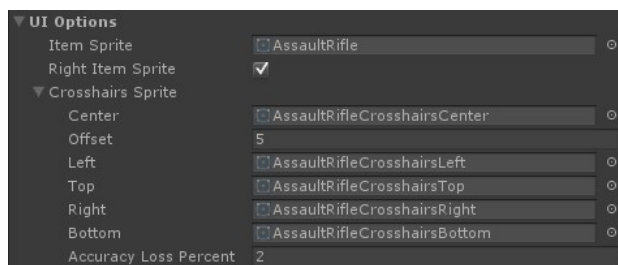 UI Options
Item Sprite AssaultRifle
Right Item Sprite
Crosshairs Sprite
Center AssaultRifleCrosshairsCenter
Offset 5
Left AssaultRifleCrosshairsLeft
Top AssaultRifleCrosshairsTop
Right AssaultRifleCrosshairsRight
Bottom AssaultRifleCrosshairsBottom
Accuracy Loss Percent 2